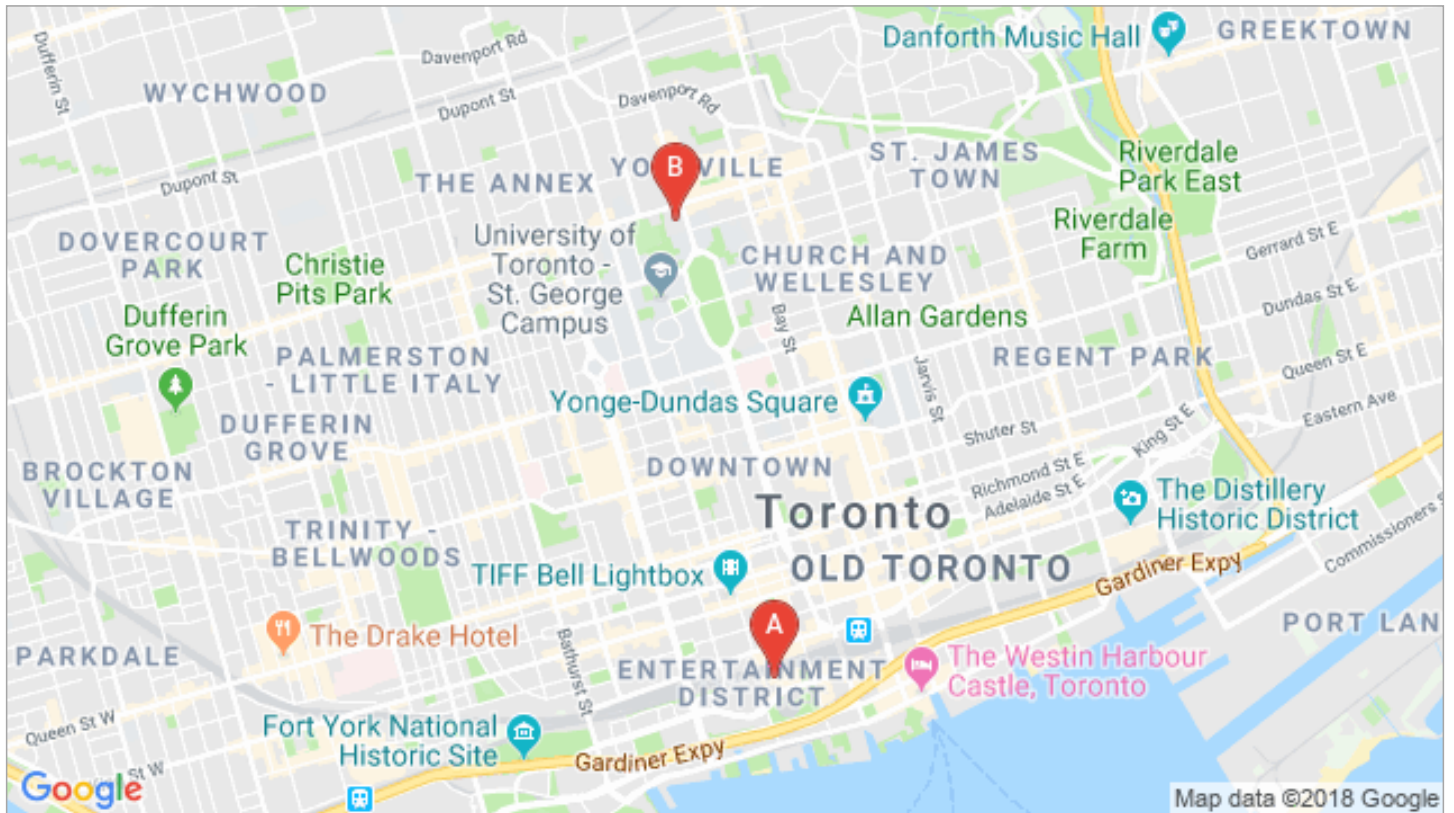 Danforth Music Hall
GREEKTOWN
Dufferin St
Davenport Rd
WYCHWOOD
Dupont St
Davenport Rd
ST. JAMES
TOWN
Riverdale
Park East
Dupont St
THE ANNEX
B
Riverdale
Farm
DOVERCOURT
PARK
Christie
Pits Park
University of
Toronto -
St. George
Campus
CHURCH AND
WELLESLEY
Gerrard St E
Dundas St E
Dufferin
Grove Park
Bay St
Allan Gardens
PALMERSTON
- LITTLE ITALY
REGENT PARK
Queen St E
Jarvis St
Yonge-Dundas Square
Eastern Ave
DUFFERIN
GROVE
Shuter St
King St E
BROCKTON
VILLAGE
DOWNTOWN
Richmond St E
Adelaide St E
The Distillery
Historic District
Toronto
TRINITY -
BELLWOODS
OLD TORONTO
TIFF Bell Lightbox
Gardiner Expy
A
The Drake Hotel
PORT LAN
PARKDALE
Bathurst St
ENTERTAINMENT
DISTRICT
The Westin Harbour
Castle, Toronto
Queen St W
Fort York National
Historic Site
Gardiner Expy
St W
Google
Map data ©2018 Google